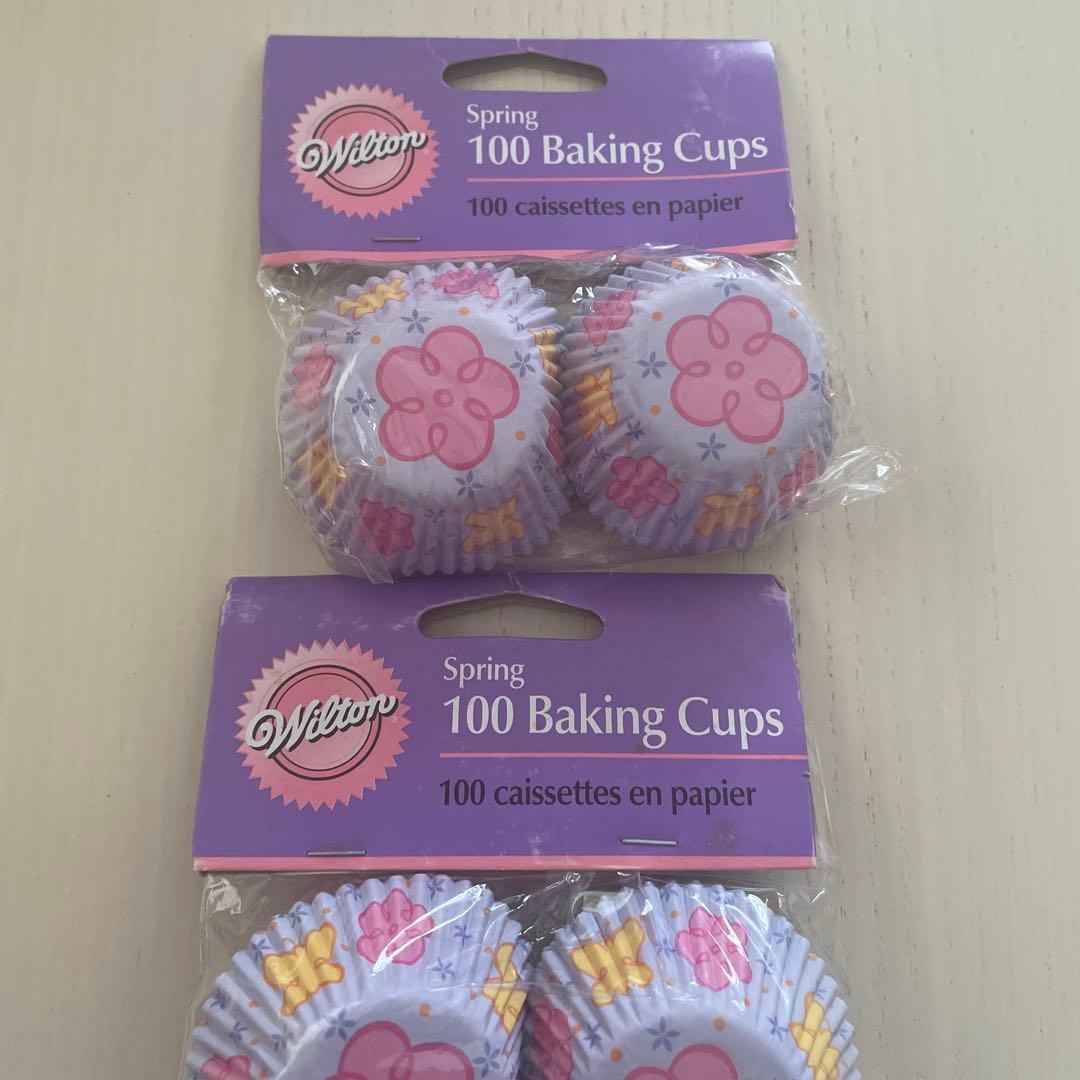 Wilton
Spring
100 Baking Cups
100 caissettes en papier
Wilton
Spring
100 Baking Cups
100 caissettes en papier